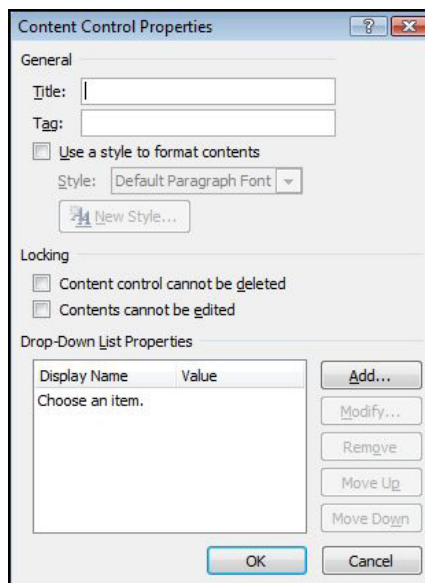 Content Control Properties ?
General
Title:
Tag:
Use a style to format contents
Style: Default Paragraph Font
New Style...
Locking
Content control cannot be deleted
Contents cannot be edited
Drop-Down List Properties
Display Name Value Add...
Choose an item.
Modify...
Remove
Move Up
Move Down
OK Cancel